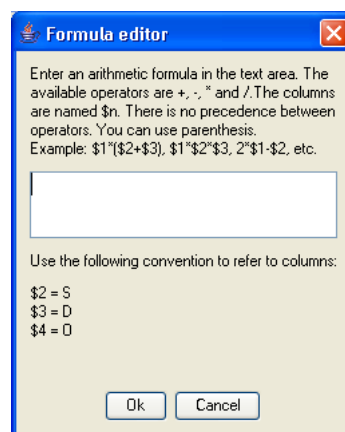 Formula editor
Enter an arithmetic formula in the text area. The
available operators are +, -, * and /.The columns
are named $n. There is no precedence between
operators. You can use parenthesis.
Example: $1*($2+$3), $1*$2*$3, 2*$1-$2, etc.
Use the following convention to refer to columns:
$2 = S
$3 = D
$4 = O
Ok Cancel